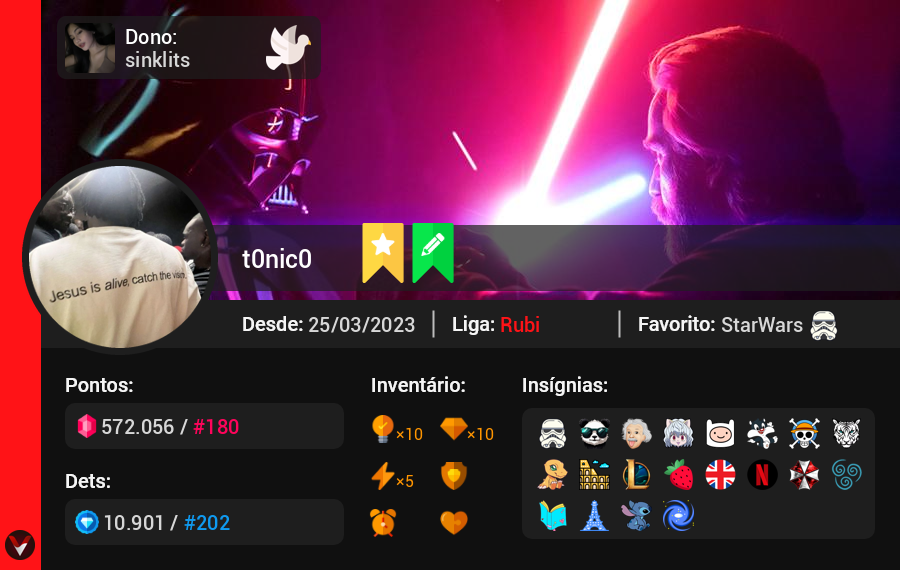 Dono:
sinklits
Jesus is alive, catch the vibes.
t0nic0
Desde: 25/03/2023 | Liga: Rubi | Favorito: StarWars
Pontos:
572.056 / #180
Dets:
10.901 / #202
Inventário:
×10 ×10
×5
Insígnias:
L
N